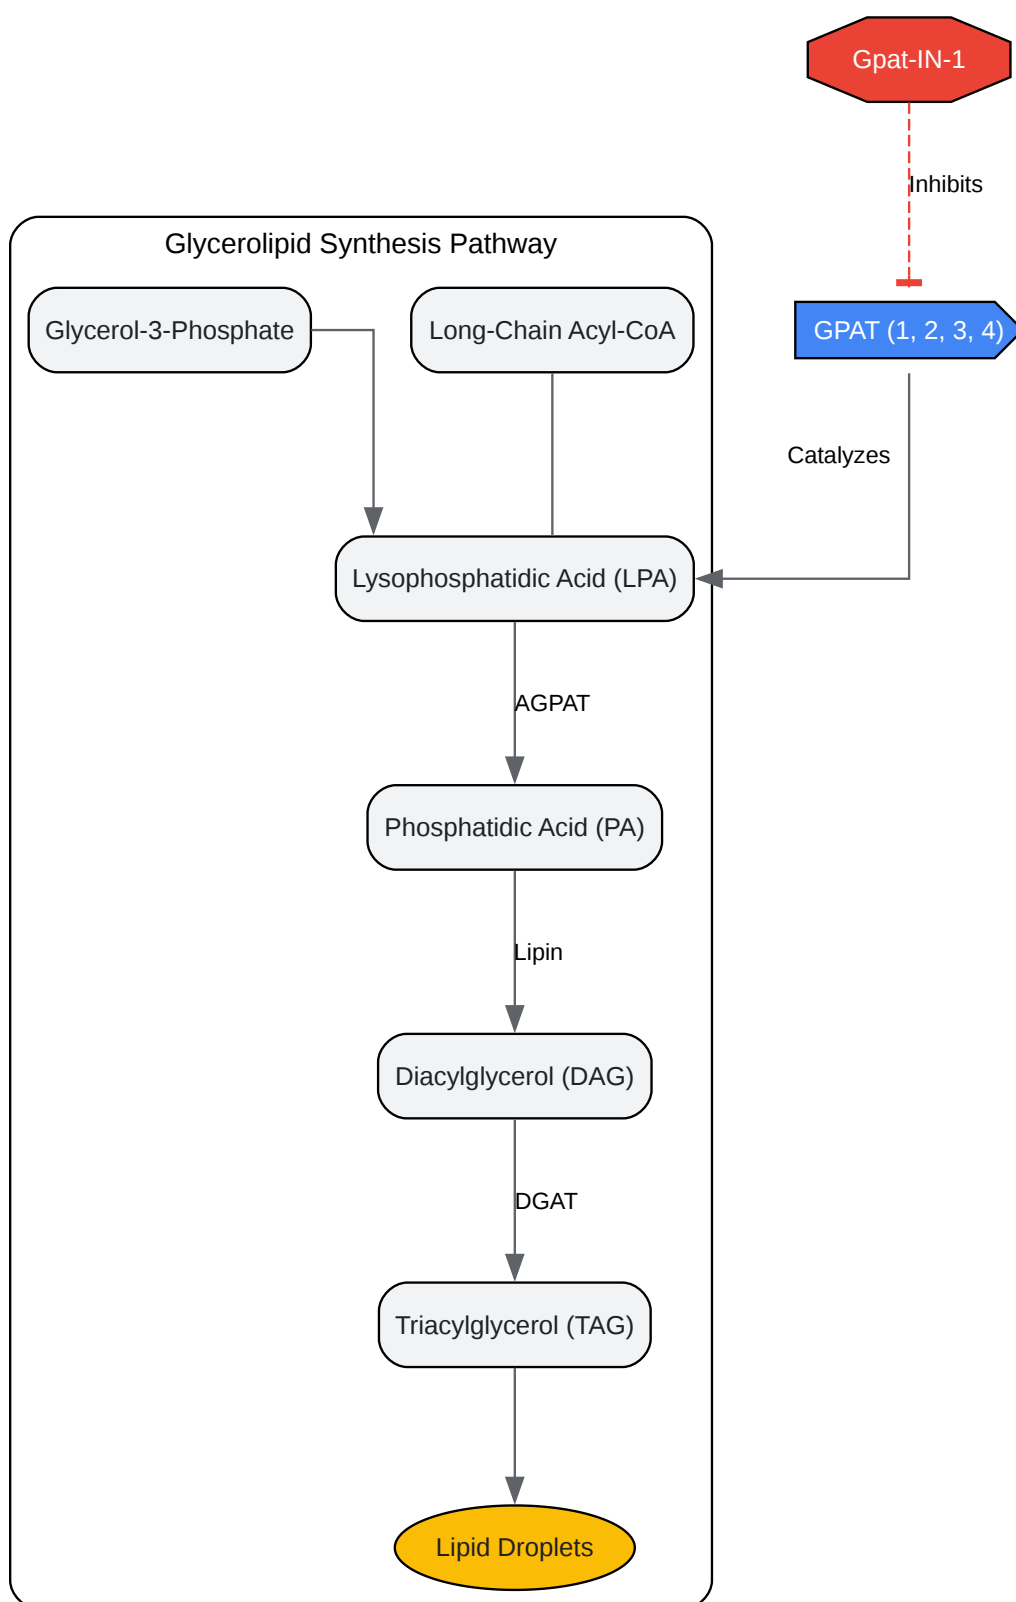 Gpat-IN-1
Inhibits
Glycerolipid Synthesis Pathway
Glycerol-3-Phosphate
Long-Chain Acyl-CoA
GPAT (1, 2, 3, 4)
Catalyzes
Lysophosphatidic Acid (LPA)
AGPAT
Phosphatidic Acid (PA)
Lipin
Diacylglycerol (DAG)
DGAT
Triacylglycerol (TAG)
Lipid Droplets